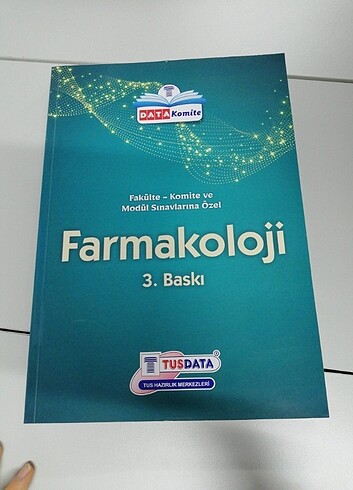 T
DATA Komite
Fakülte - Komite ve
Modül Sınavlarına Özel
Farmakoloji
3. Baskı
T TUSDATA®
TUS HAZIRLIK MERKEZLERİ